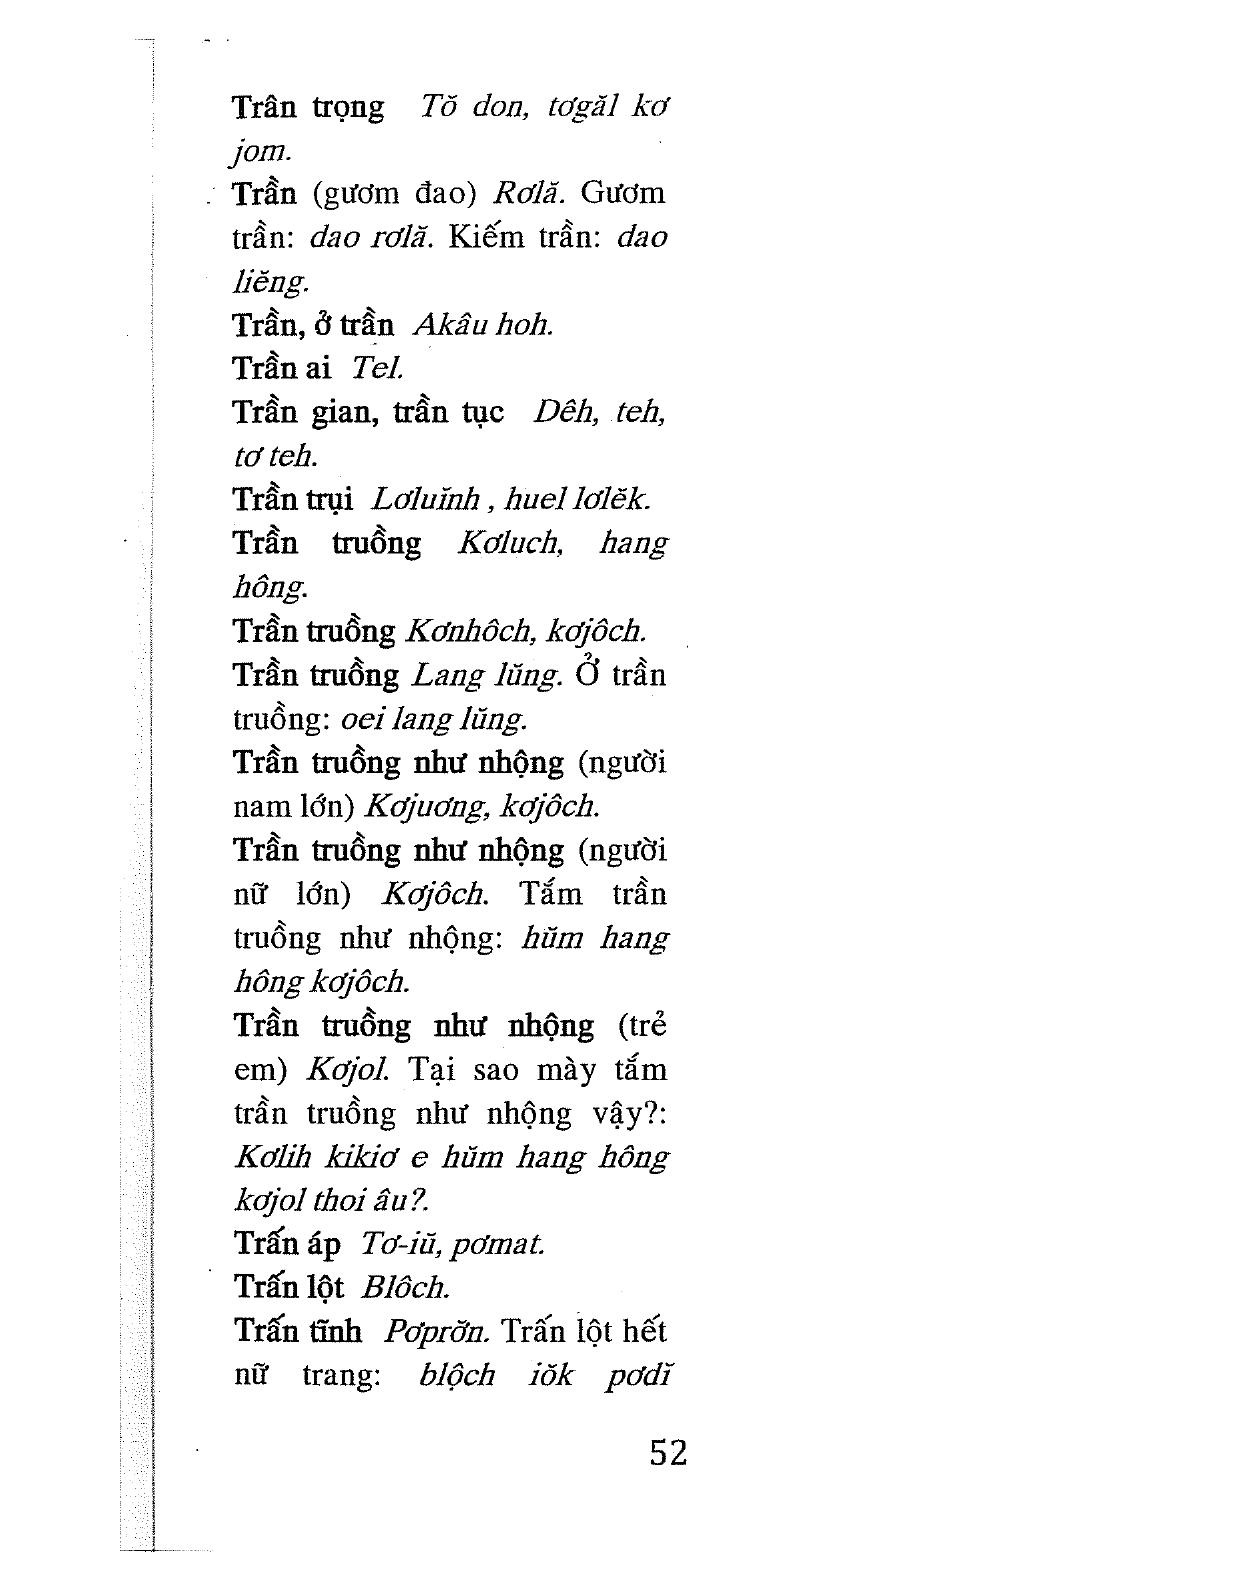 Trân trọng Tŏ don, tơgăl kơ
jom.
Trần (gươm đao) Rơlă. Gươm
trần: dao rơlă. Kiếm trần: dao
liĕng.
Trần, ở trần Akâu hoh.
Trần ai Tel.
Trần gian, trần tục Dêh, teh,
tơ teh.
Trần trụi Lơluĭnh , huel lơlĕk.
Trần truồng Kơluch, hang
hông.
Trần truồng Kơnhôch, kơjôch.
Trần truồng Lang lŭng. Ở trần
truồng: oei lang lŭng.
Trần truồng như nhộng (người
nam lớn) Kơjuơng, kơjôch.
Trần truồng như nhộng (người
nữ lớn) Kơjôch. Tắm trần
truồng như nhộng: hŭm hang
hông kơjôch.
Trần truồng như nhộng (trẻ
em) Kơjol. Tại sao mày tắm
trần truồng như nhộng vậy?:
Kơlih kikiơ e hŭm hang hông
kơjol thoi âu?.
Trấn áp Tơ-iŭ, pơmat.
Trấn lột Blôch.
Trấn tĩnh Pơprơ̆n. Trấn lột hết
nữ trang: blộch iŏk pơdĭ
52